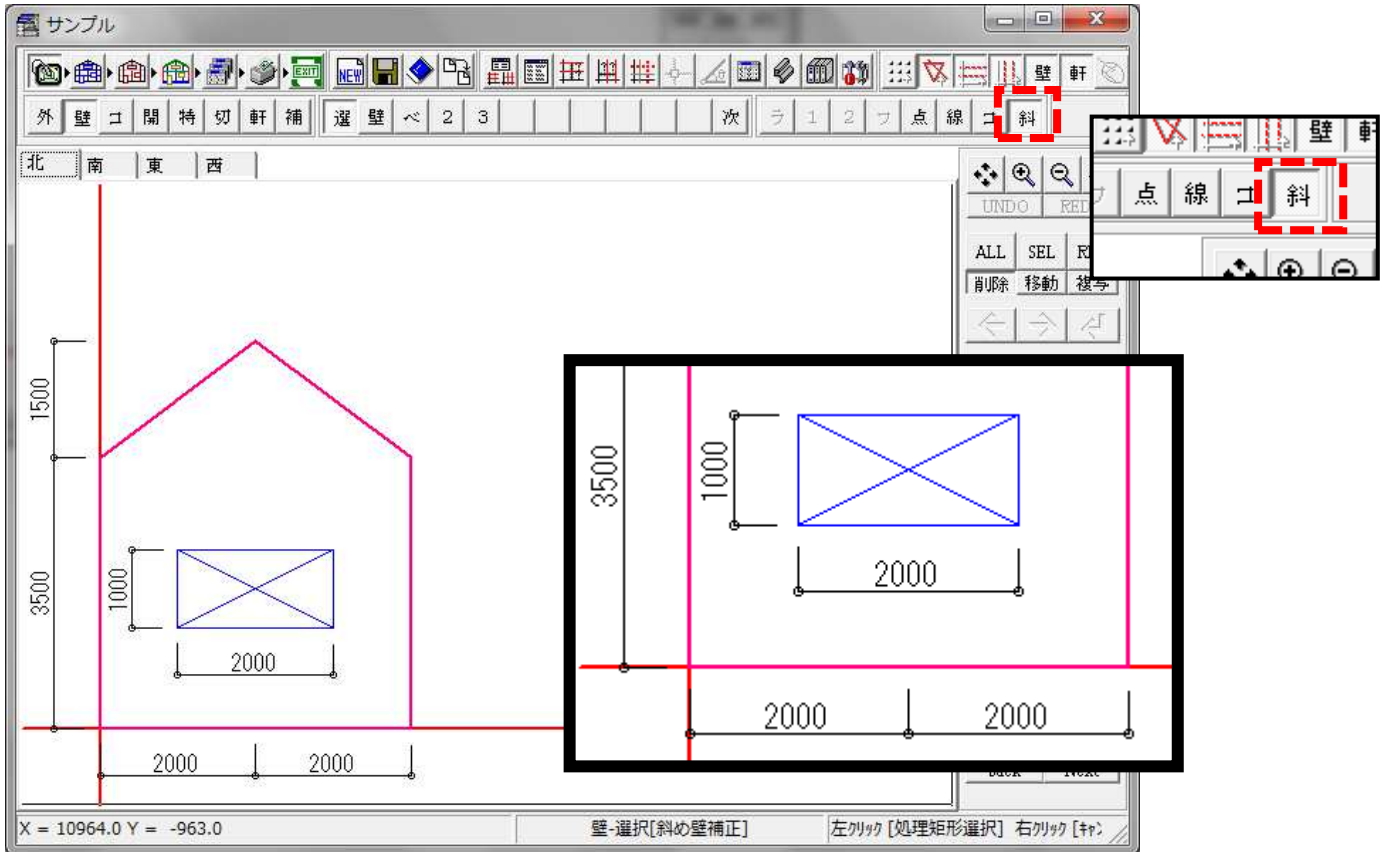 サンプル
EXIT NEW 壁 軒
外 壁 コ 開 特 切 軒 補 選 壁 べ 2 3 次 ラ 1 2 フ 点 線 コ 斜
北 南 東 西
壁 軒
点 線 コ 斜
UNDO
ALL SEL
削除 移動 複写
1500
3500
1000
2000
2000 2000
3500
1000
2000
2000 2000
X = 10964.0 Y = -963.0 壁-選択[斜め壁補正] 左クリック [処理矩形選択] 右クリック [キャン